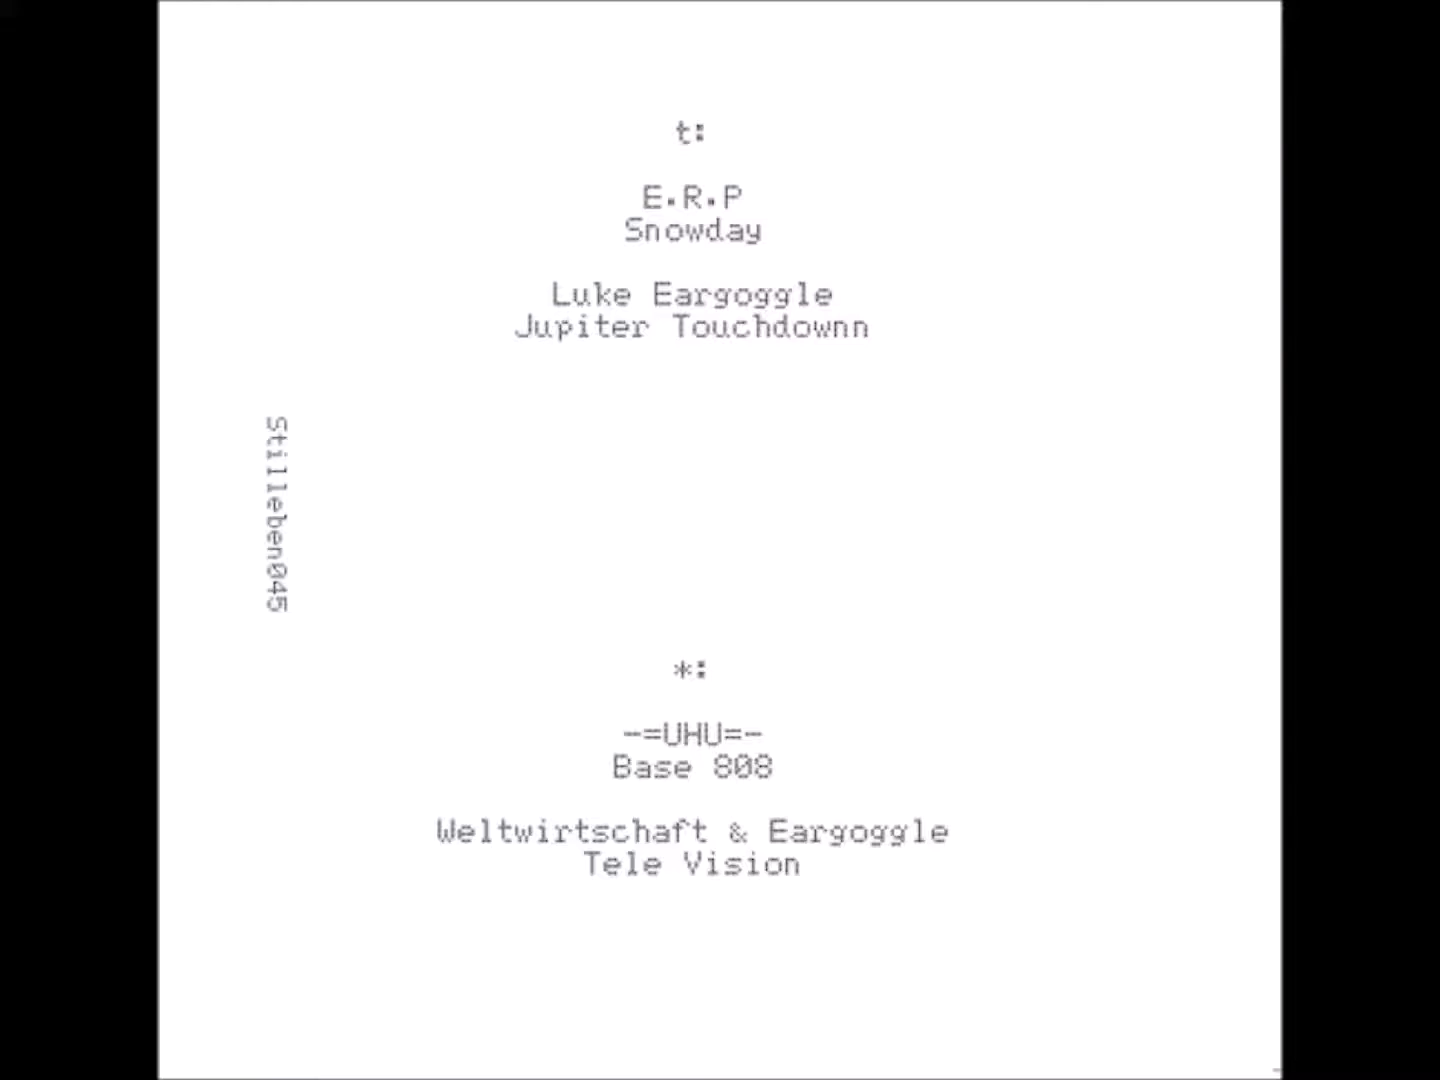 t:
E.R.P
Snowday
Luke Eargoggle
Jupiter Touchdownn
Stilleben045
*:
-=UHU=-
Base 808
Weltwirtschaft & Eargoggle
Tele Vision